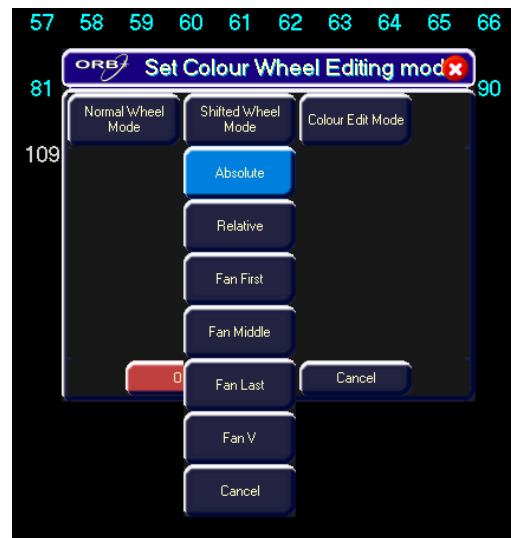 57 58 59 60 61 62 63 64 65 66
ORB Set Colour Wheel Editing mod
81 90
Normal Wheel Mode
Shifted Wheel Mode
Colour Edit Mode
109
Absolute
Relative
Fan First
Fan Middle
0
Fan Last
Cancel
Fan V
Cancel